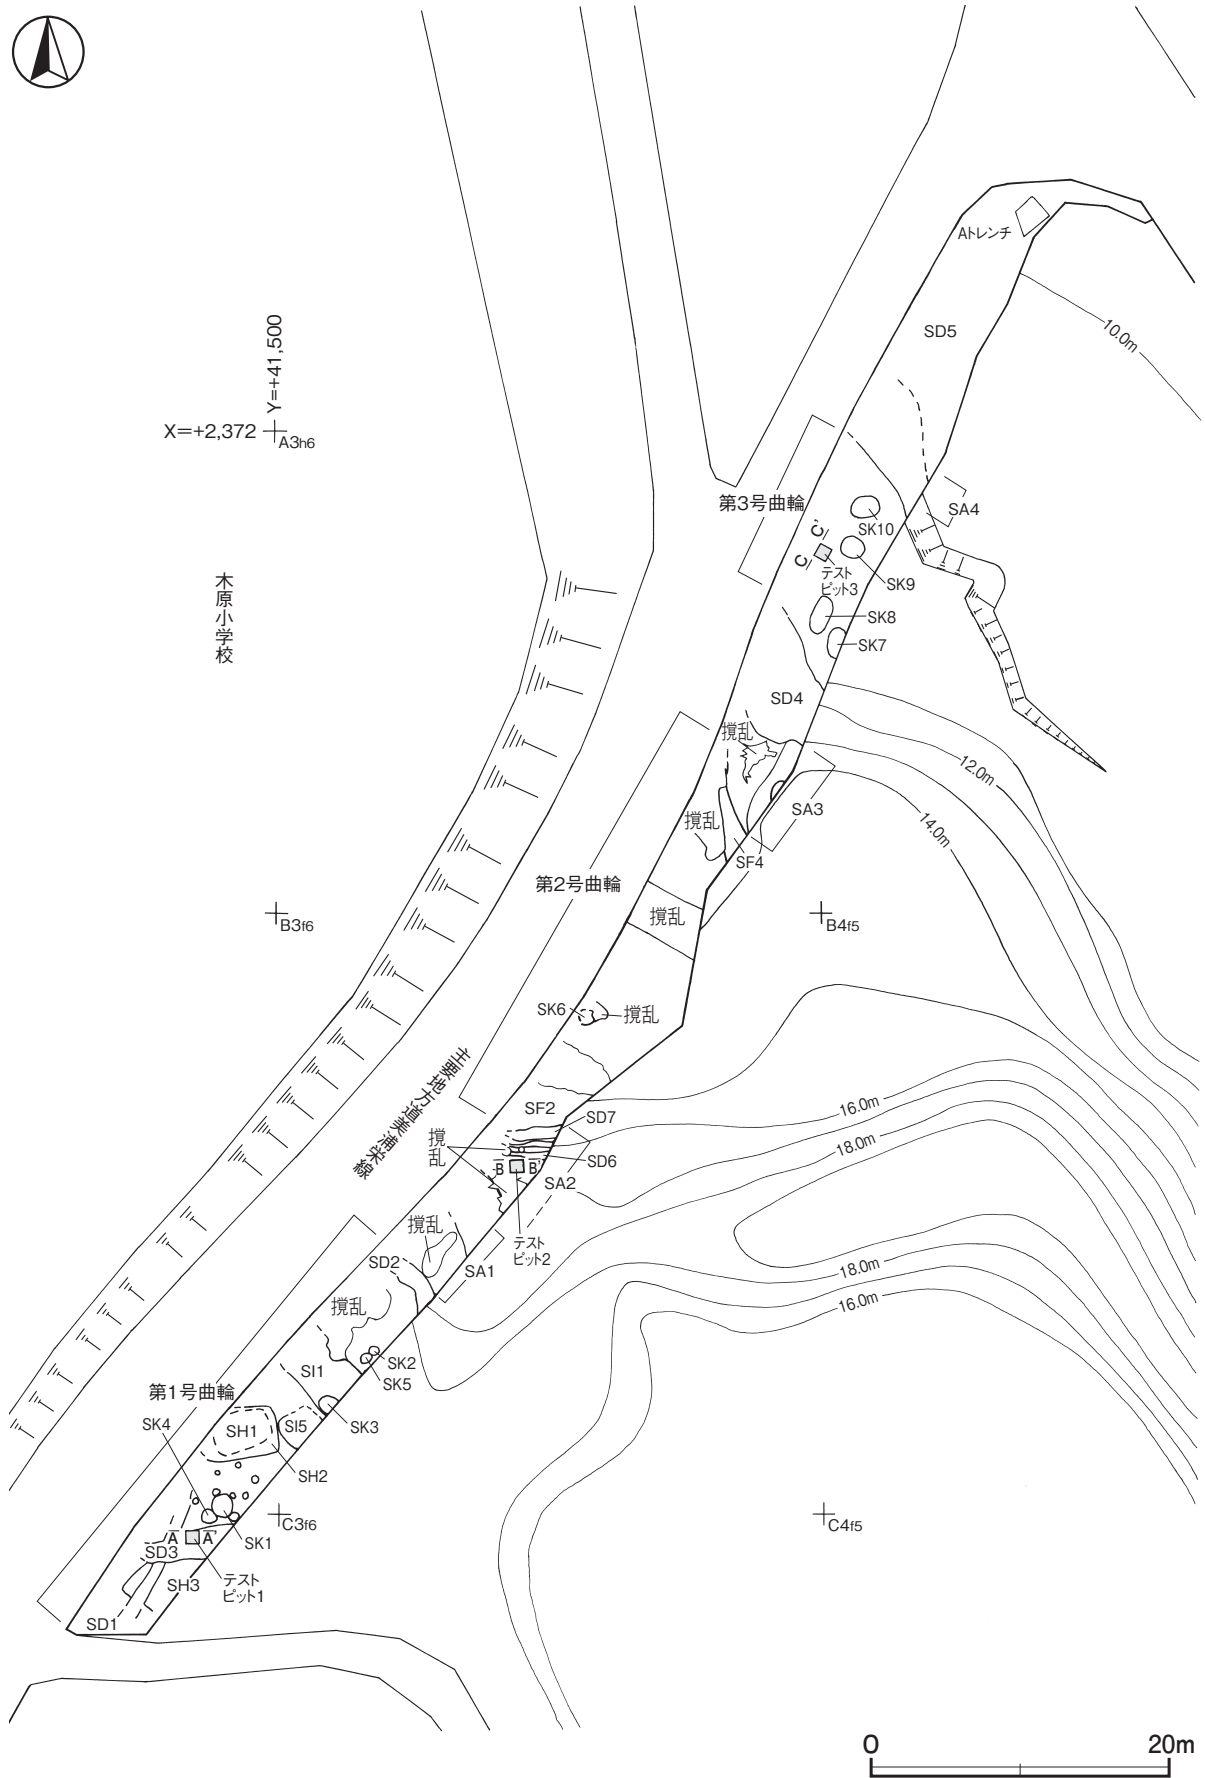 Aトレンチ
SD5
10.0m
Y=+41,500
X=+2,372
A3h6
第3号曲輪
SA4
SK10
C
C'
テスト
ピット3
SK9
SK8
SK7
木原小学校
SD4
撹乱
12.0m
SA3
撹乱
14.0m
SF4
第2号曲輪
撹乱
B3f6
B4f5
SK6
撹乱
主要地方道美浦栄線
SF2
SD7
16.0m
撹乱
18.0m
SD6
B
B'
SA2
テスト
ピット2
撹乱
SD2
SA1
18.0m
16.0m
撹乱
SK2
SK5
SI1
第1号曲輪
SK3
SK4
SH1
SI5
SH2
C3f6
C4f5
A
A'
SK1
SD3
テスト
ピット1
SH3
SD1
0
20m